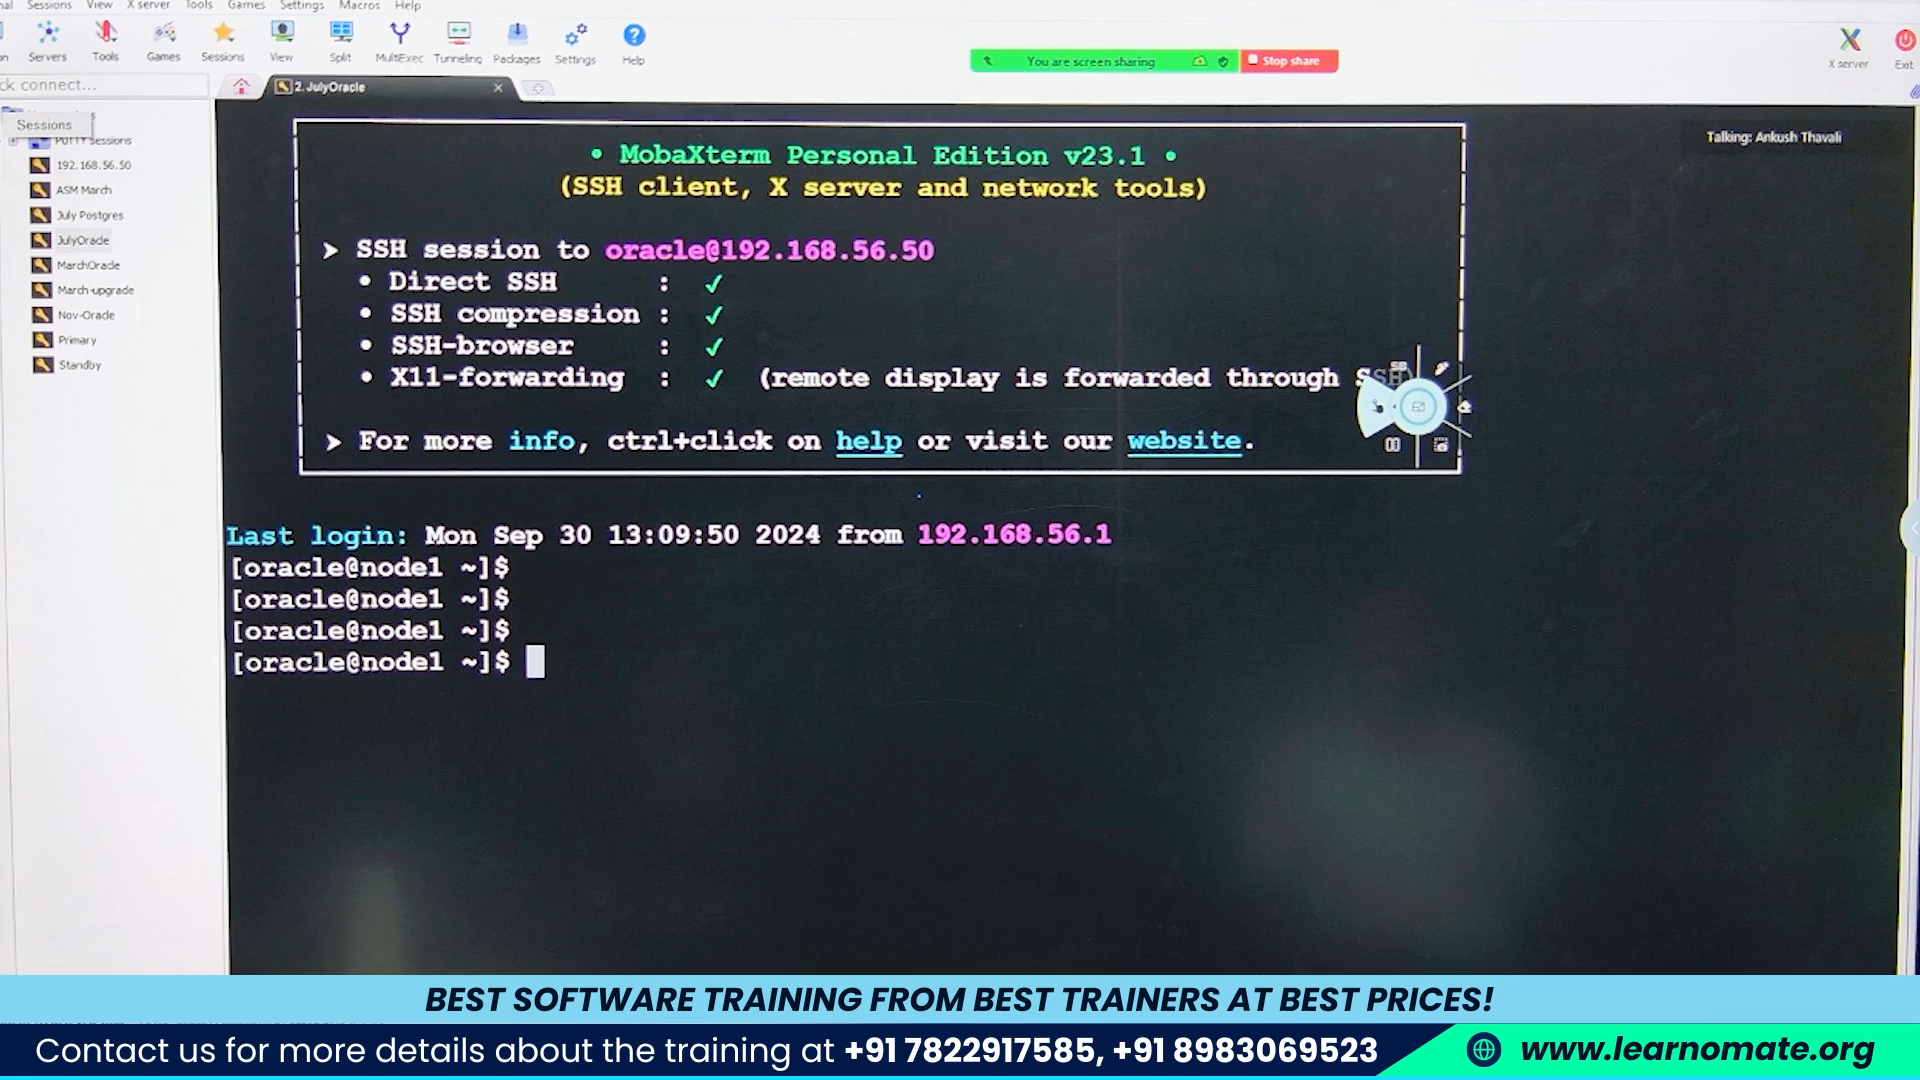 Sessions View X server Tools Games Settings Macros Help
Servers Tools Games Sessions View Split MultiExec Tunneling Packages Settings Help
You are screen sharing Stop share
X server Exit
ck connect...
2. JulyOracle
Sessions
PuTTY sessions
192.168.56.50
ASM March
July Postgres
JulyOracle
MarchOracle
March-upgrade
Nov-Oracle
Primary
Standby
Talking: Ankush Thavali
• MobaXterm Personal Edition v23.1 •
(SSH client, X server and network tools)
➤ SSH session to oracle@192.168.56.50
• Direct SSH : ✓
• SSH compression : ✓
• SSH-browser : ✓
• X11-forwarding : ✓ (remote display is forwarded through SSH)
➤ For more info, ctrl+click on help or visit our website.
Last login: Mon Sep 30 13:09:50 2024 from 192.168.56.1
[oracle@node1 ~]$
[oracle@node1 ~]$
[oracle@node1 ~]$
[oracle@node1 ~]$
BEST SOFTWARE TRAINING FROM BEST TRAINERS AT BEST PRICES!
Contact us for more details about the training at +91 7822917585, +91 8983069523
www.learnomate.org